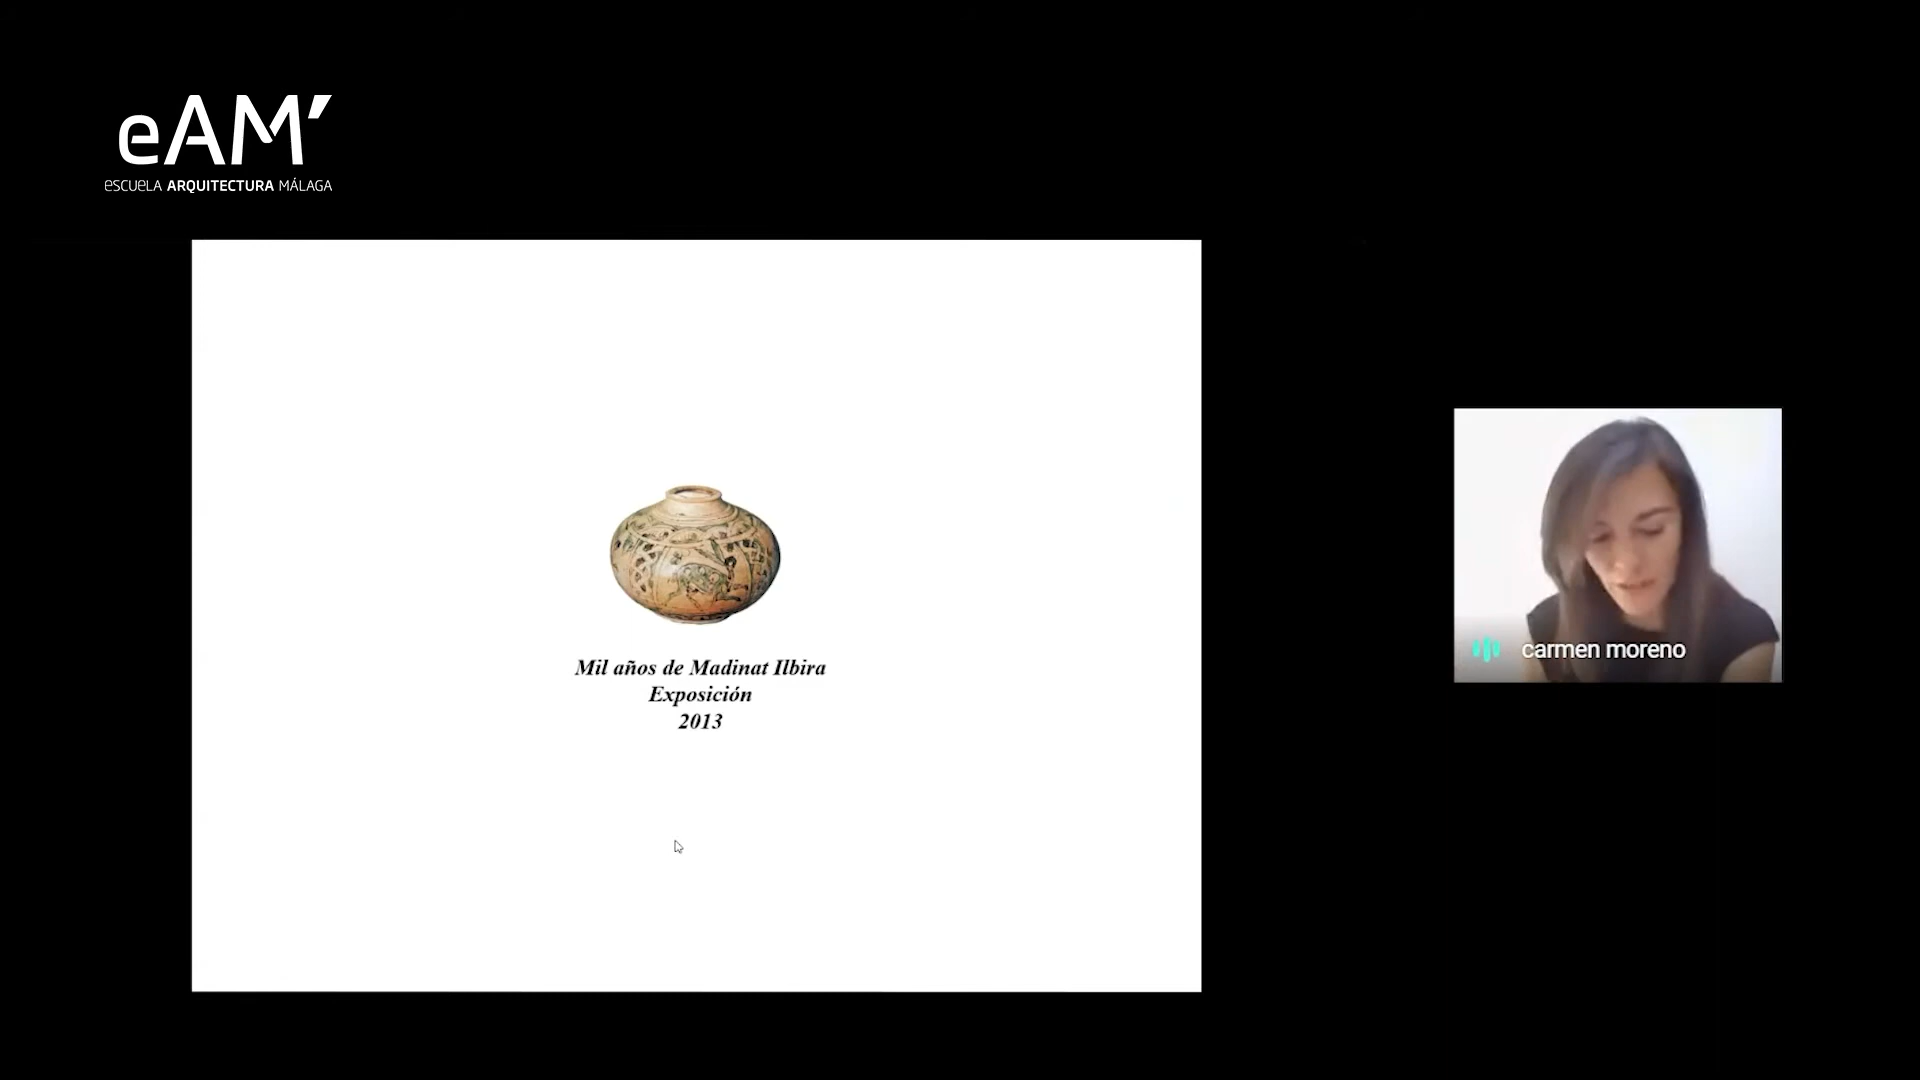 eAM'
ESCUELA ARQUITECTURA MÁLAGA
Mil años de Madinat Ilbira
Exposición
2013
carmen moreno